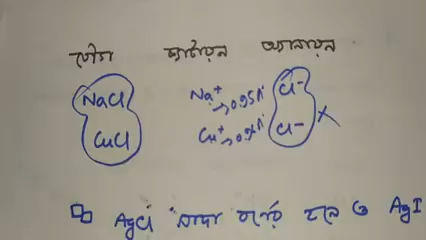 যৌগ ক্যাটায়ন অ্যানায়ন
NaCl Na⁺ → 0.95Å Cl⁻
CuCl Cu⁺ → 0.96Å Cl⁻ X
AgCl সাদা বর্ণের হলে ও AgI